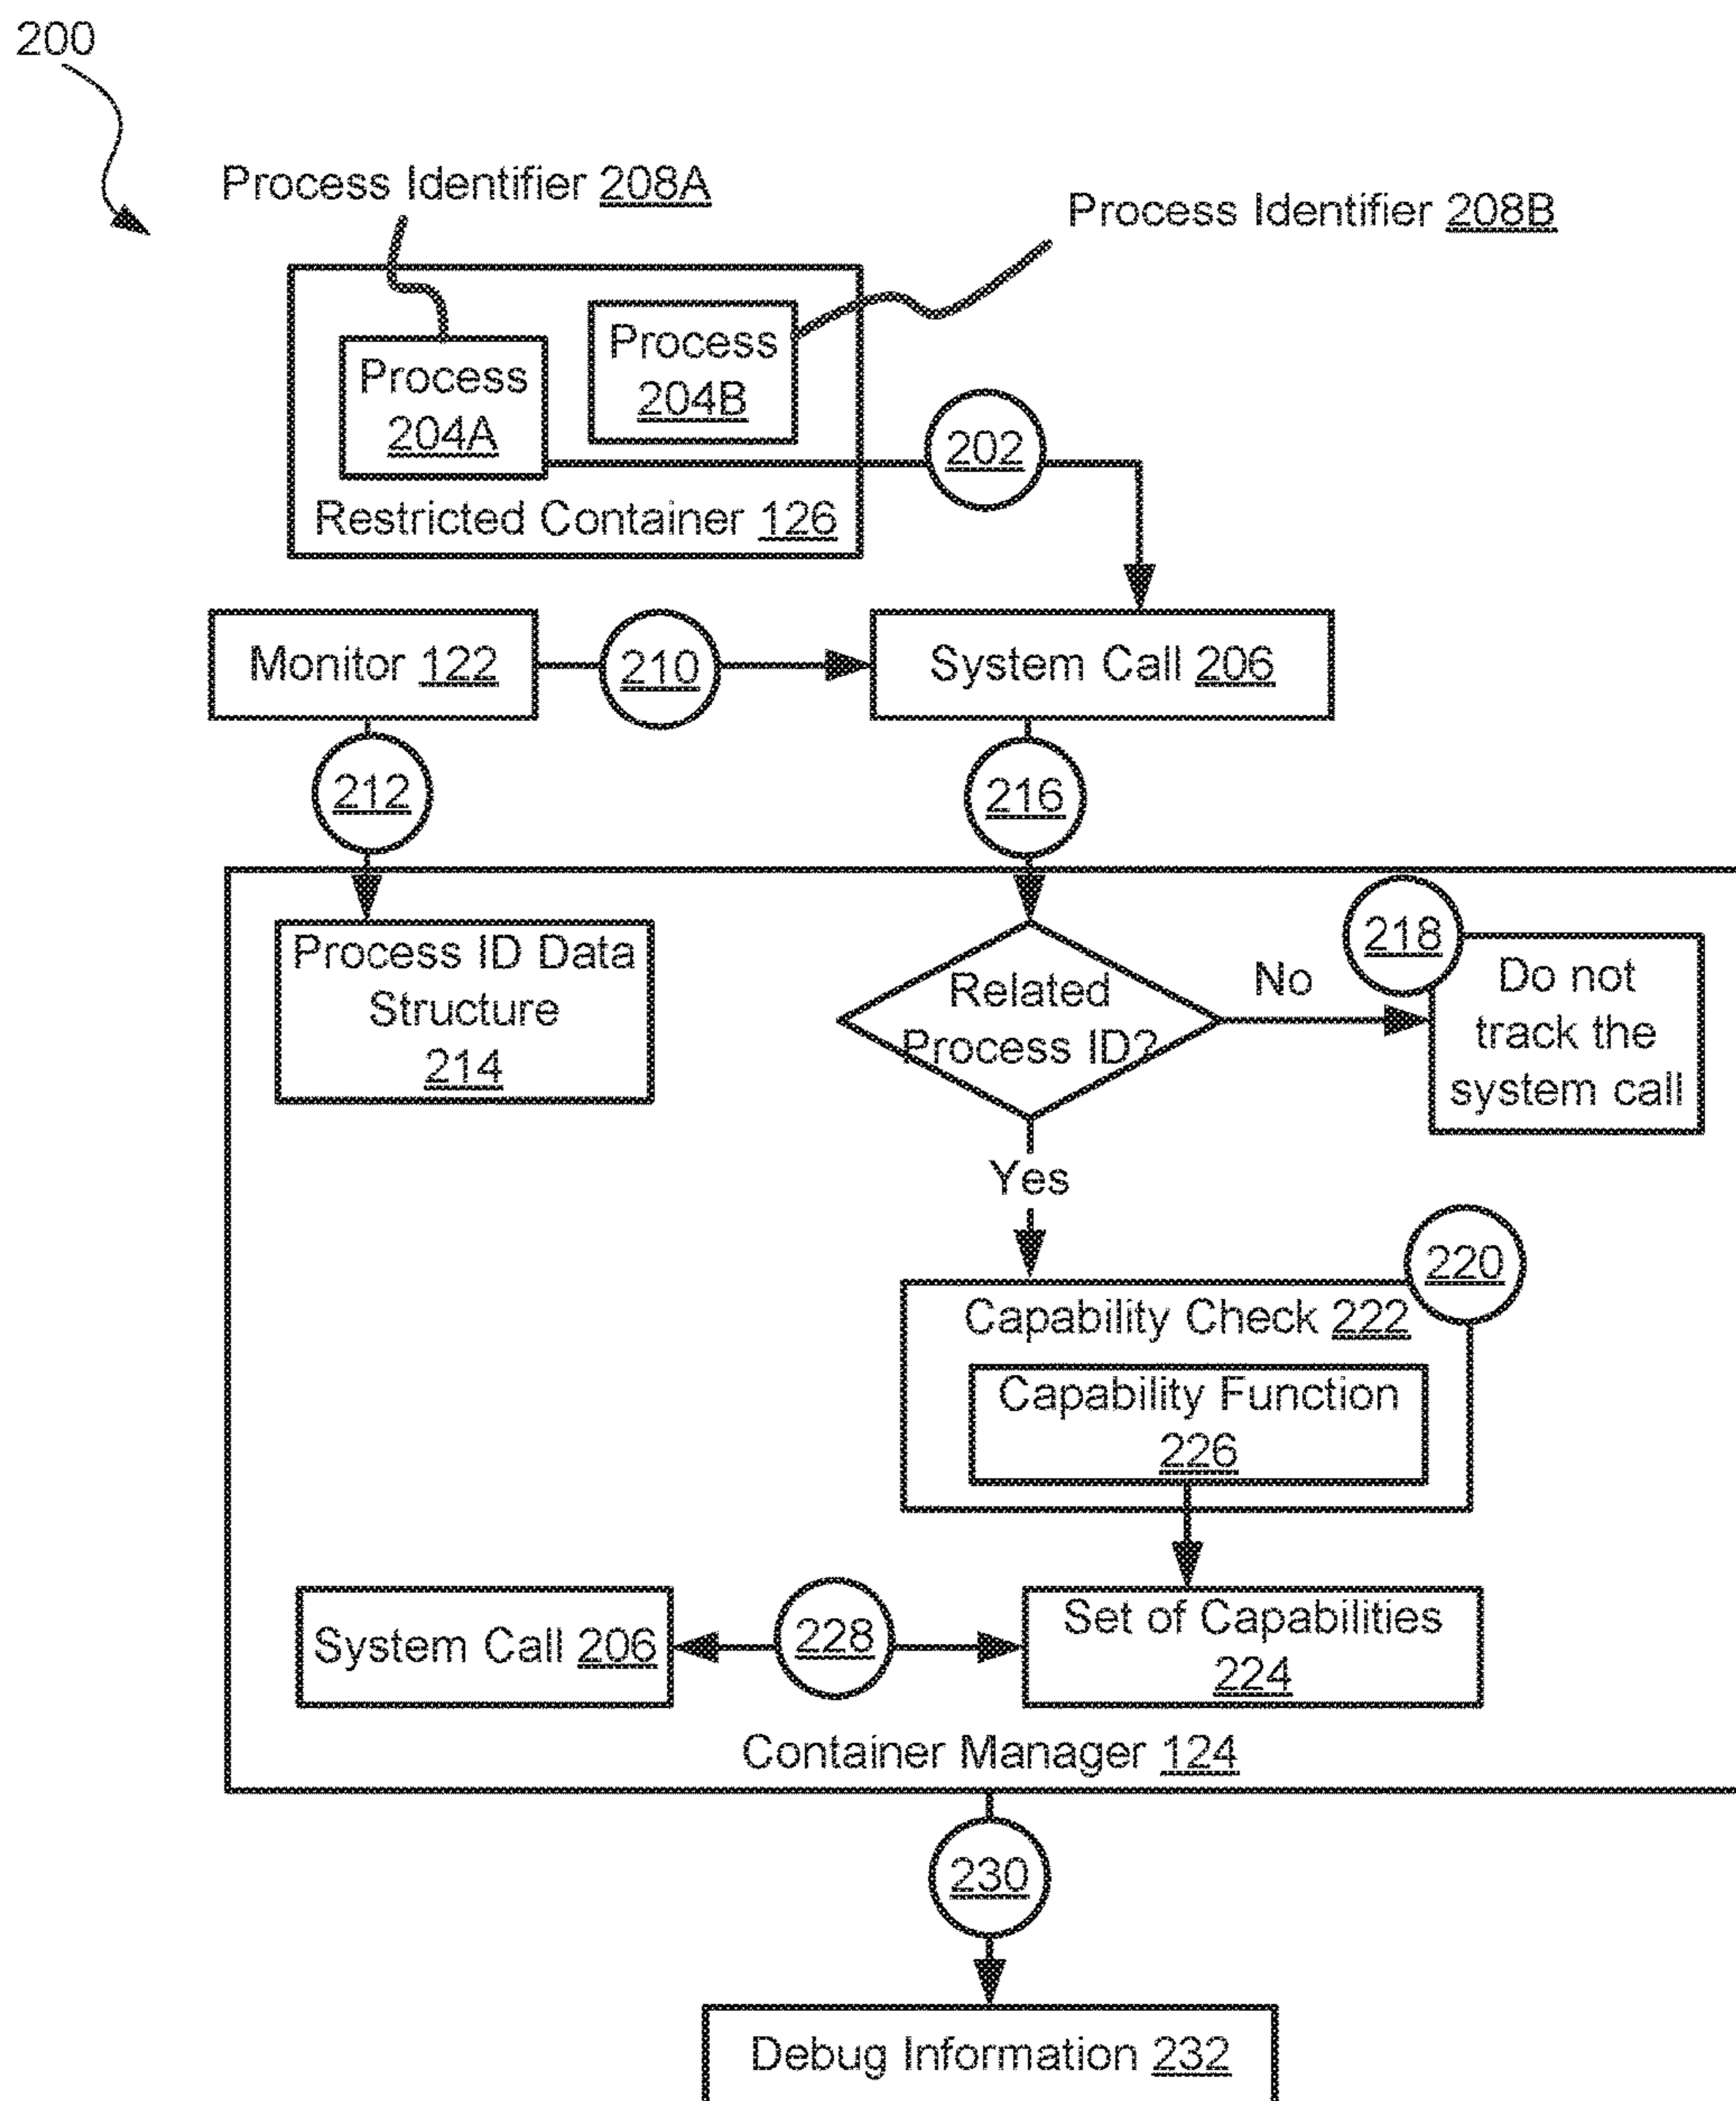 200
Process Identifier 208A
Process Identifier 208B
Process
204A
Process
204B
202
Restricted Container 126
Monitor 122
210
System Call 206
212
216
Process ID Data
Structure
214
Related
Process ID?
No
218
Do not
track the
system call
Yes
220
Capability Check 222
Capability Function
226
System Call 206
228
Set of Capabilities
224
Container Manager 124
230
Debug Information 232